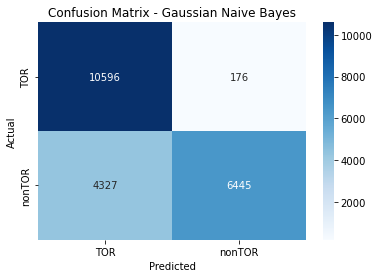 Confusion Matrix - Gaussian Naive Bayes
Actual
TOR
nonTOR
10596
176
4327
6445
TOR
nonTOR
Predicted
10000
8000
6000
4000
2000